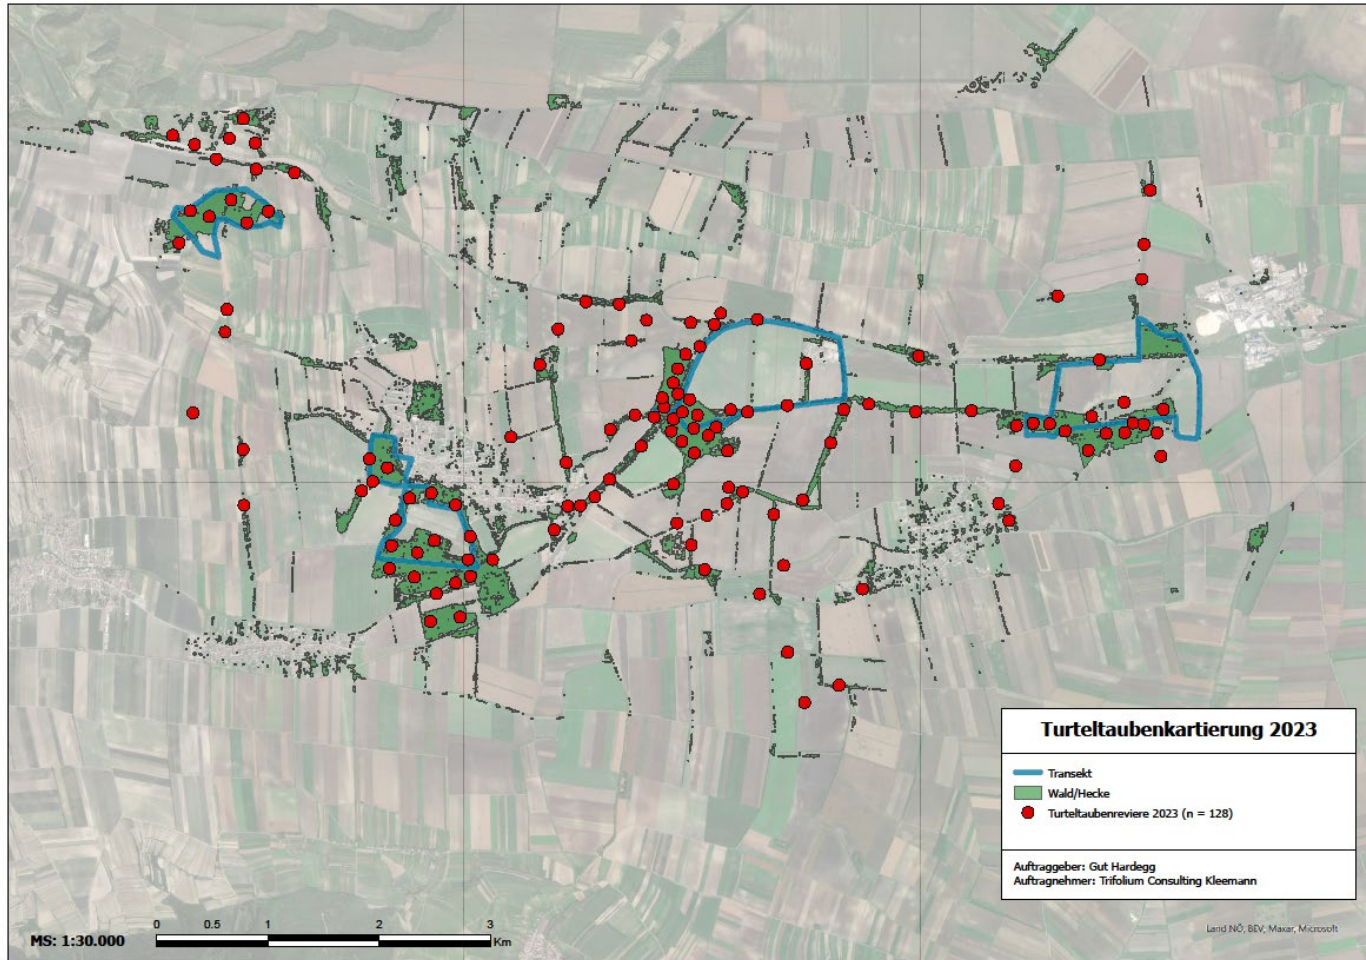 Turteltaubenkartierung 2023
Transekt
Wald/Hecke
Turteltaubenreviere 2023 (n = 128)
Auftraggeber: Gut Hardegg
Auftragnehmer: Trifolium Consulting Kleemann
MS: 1:30.000
0 0.5 1 2 3
Km
Land NÖ, BEV, Maxar, Microsoft